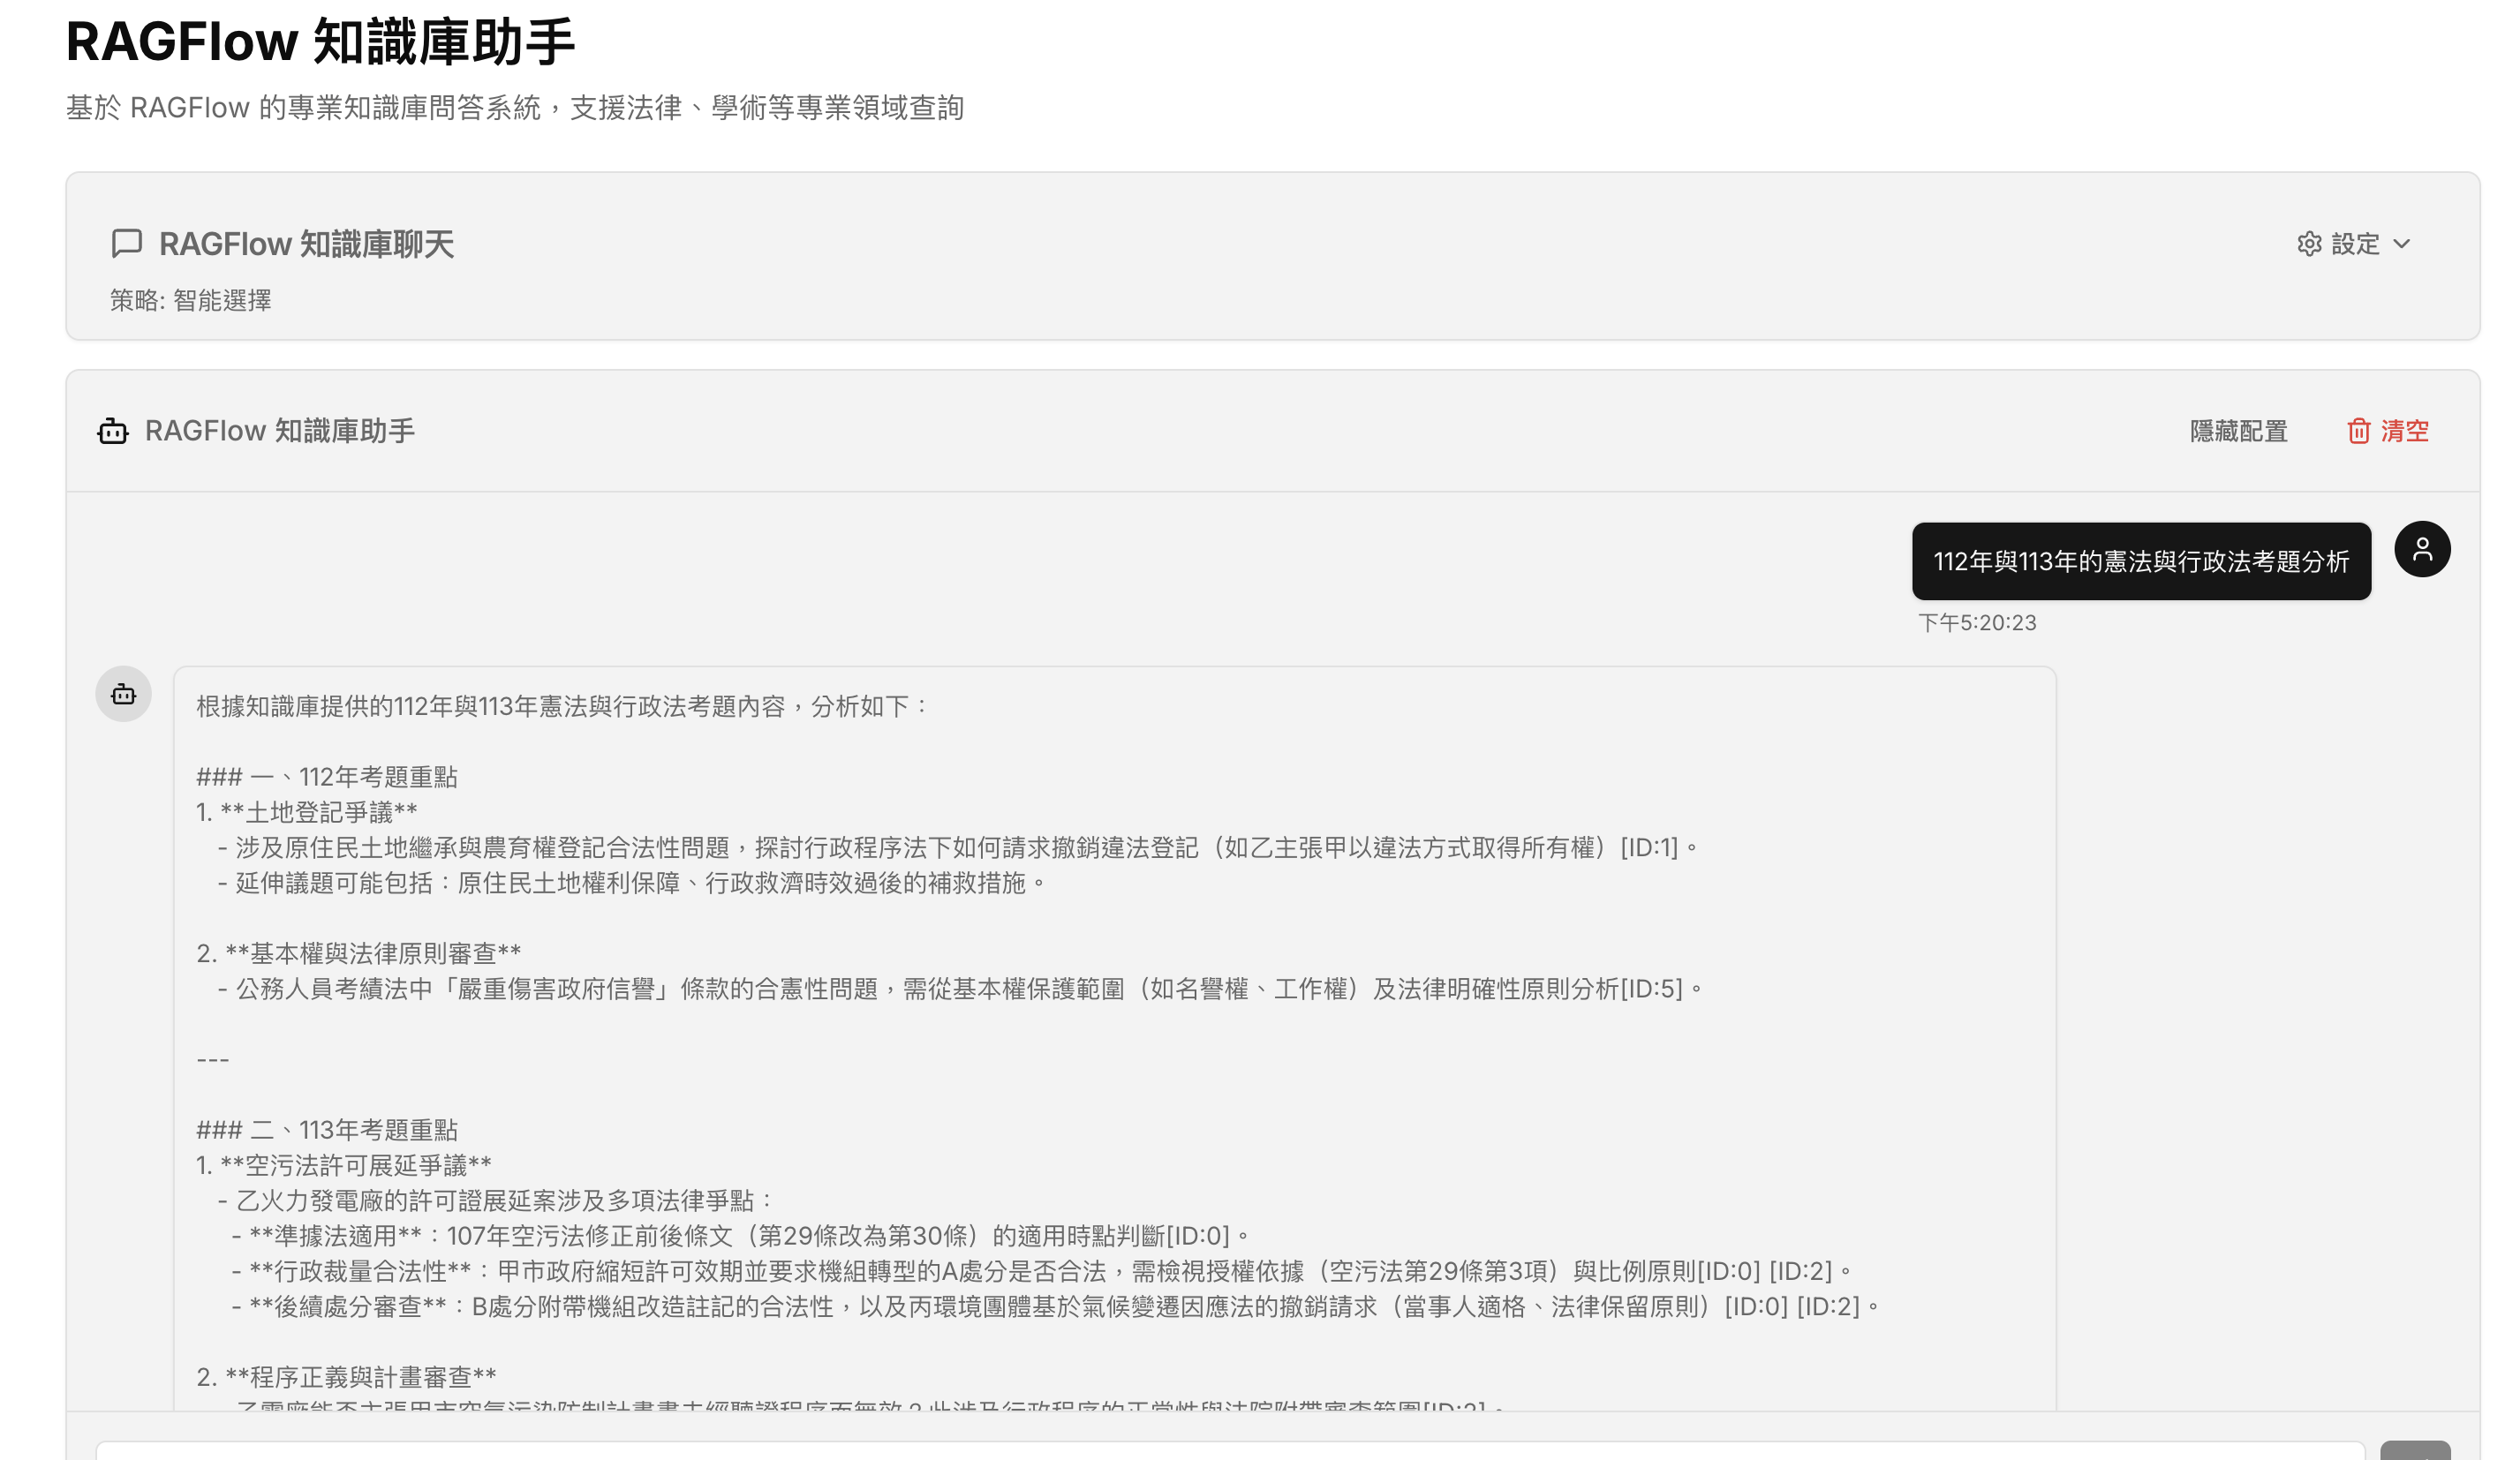 RAGFlow 知識庫助手
基於 RAGFlow 的專業知識庫問答系統，支援法律、學術等專業領域查詢
RAGFlow 知識庫聊天
設定
策略: 智能選擇
RAGFlow 知識庫助手
隱藏配置
清空
112年與113年的憲法與行政法考題分析
下午5:20:23
根據知識庫提供的112年與113年憲法與行政法考題內容，分析如下：
### 一、112年考題重點
1. **土地登記爭議**
- 涉及原住民土地繼承與農育權登記合法性問題，探討行政程序法下如何請求撤銷違法登記（如乙主張甲以違法方式取得所有權）[ID:1]。
- 延伸議題可能包括：原住民土地權利保障、行政救濟時效過後的補救措施。
2. **基本權與法律原則審查**
- 公務人員考績法中「嚴重傷害政府信譽」條款的合憲性問題，需從基本權保護範圍（如名譽權、工作權）及法律明確性原則分析[ID:5]。
---
### 二、113年考題重點
1. **空污法許可展延爭議**
- 乙火力發電廠的許可證展延案涉及多項法律爭點：
- **準據法適用**：107年空污法修正前後條文（第29條改為第30條）的適用時點判斷[ID:0]。
- **行政裁量合法性**：甲市政府縮短許可效期並要求機組轉型的A處分是否合法，需檢視授權依據（空污法第29條第3項）與比例原則[ID:0] [ID:2]。
- **後續處分審查**：B處分附帶機組改造註記的合法性，以及丙環境團體基於氣候變遷因應法的撤銷請求（當事人適格、法律保留原則）[ID:0] [ID:2]。
2. **程序正義與計畫審查**